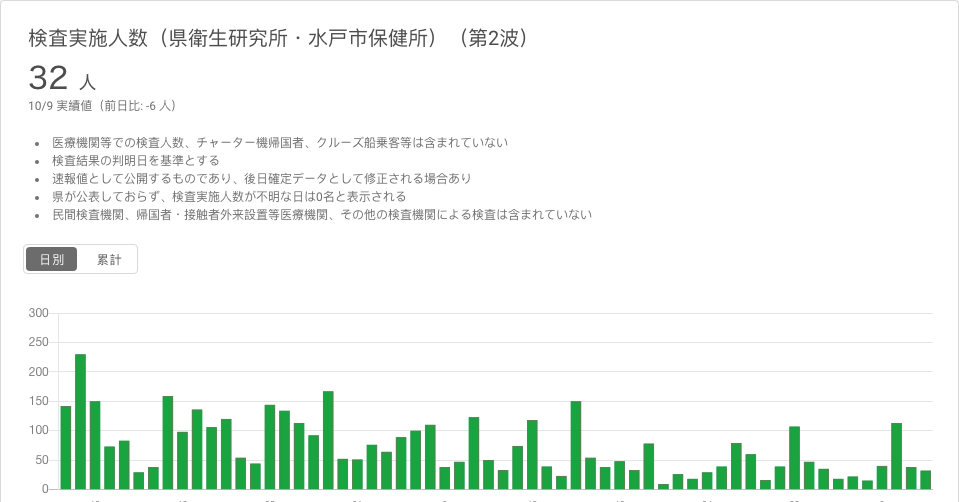 検査実施人数（県衛生研究所・水戸市保健所）（第2波）
32 人
10/9 実績値（前日比: -6 人）
医療機関等での検査人数、チャーター機帰国者、クルーズ船乗客等は含まれていない
検査結果の判明日を基準とする
速報値として公開するものであり、後日確定データとして修正される場合あり
県が公表しておらず、検査実施人数が不明な日は0名と表示される
民間検査機関、帰国者・接触者外来設置等医療機関、その他の検査機関による検査は含まれていない
日別 累計
300
250
200
150
100
50
0